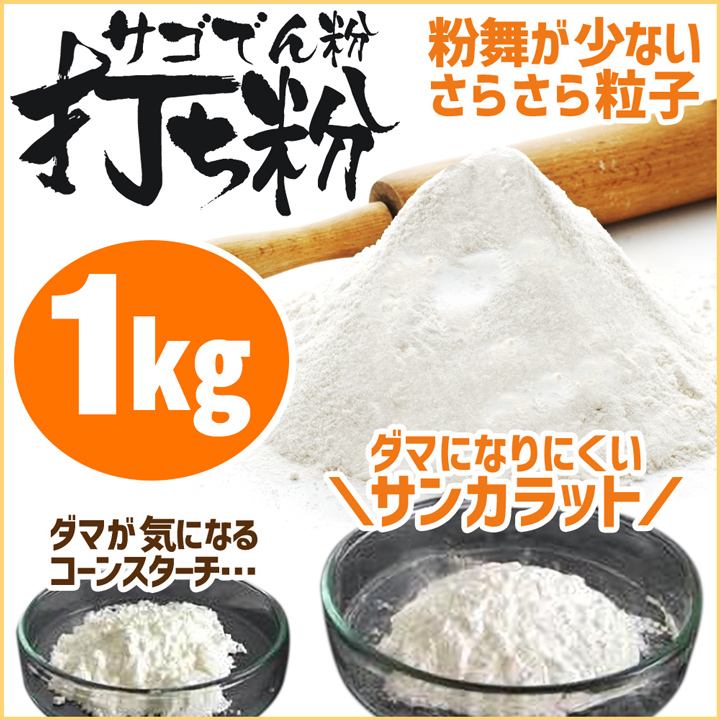 サゴでん粉
打ち粉
粉舞が少ない
さらさら粒子
1kg
ダマになりにくい
＼サンカラット／
ダマが気になる
コーンスターチ…